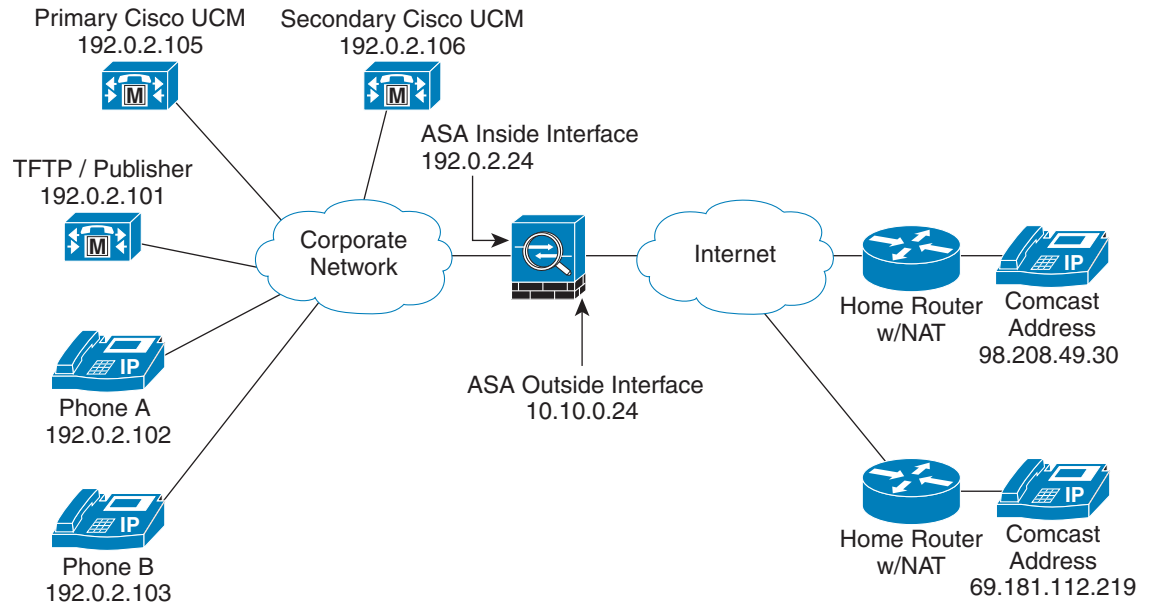 Primary Cisco UCM
192.0.2.105
M
Secondary Cisco UCM
192.0.2.106
M
TFTP / Publisher
192.0.2.101
M
ASA Inside Interface
192.0.2.24
Corporate
Network
Internet
Home Router
w/NAT
IP
Comcast
Address
98.208.49.30
IP
Phone A
192.0.2.102
ASA Outside Interface
10.10.0.24
IP
Phone B
192.0.2.103
Home Router
w/NAT
IP
Comcast
Address
69.181.112.219